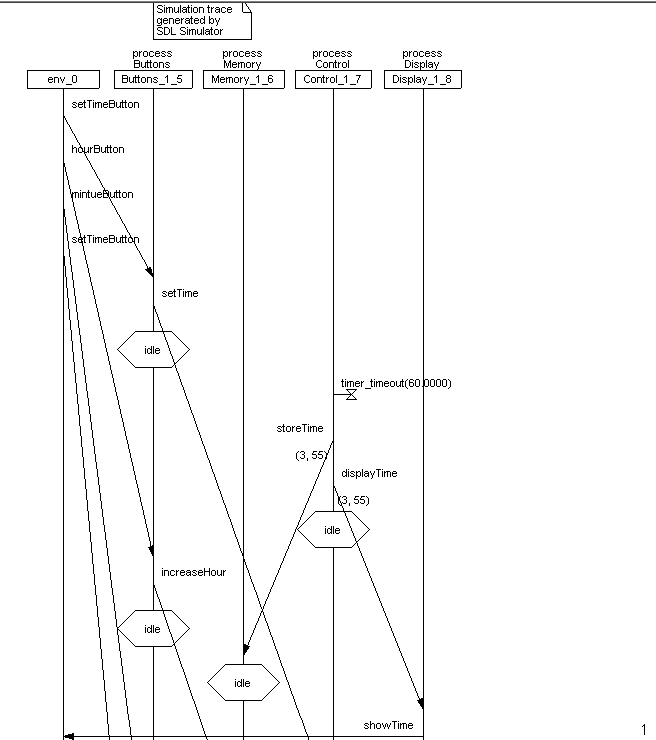 Simulation trace
generated by
SDL Simulator
process
Buttons
process
Memory
process
Control
process
Display
env_0
Buttons_1_5
Memory_1_6
Control_1_7
Display_1_8
setTimeButton
hourButton
mintueButton
setTimeButton
setTime
idle
timer_timeout(60.0000)
storeTime
(3, 55)
displayTime
(3, 55)
idle
increaseHour
idle
idle
showTime
1